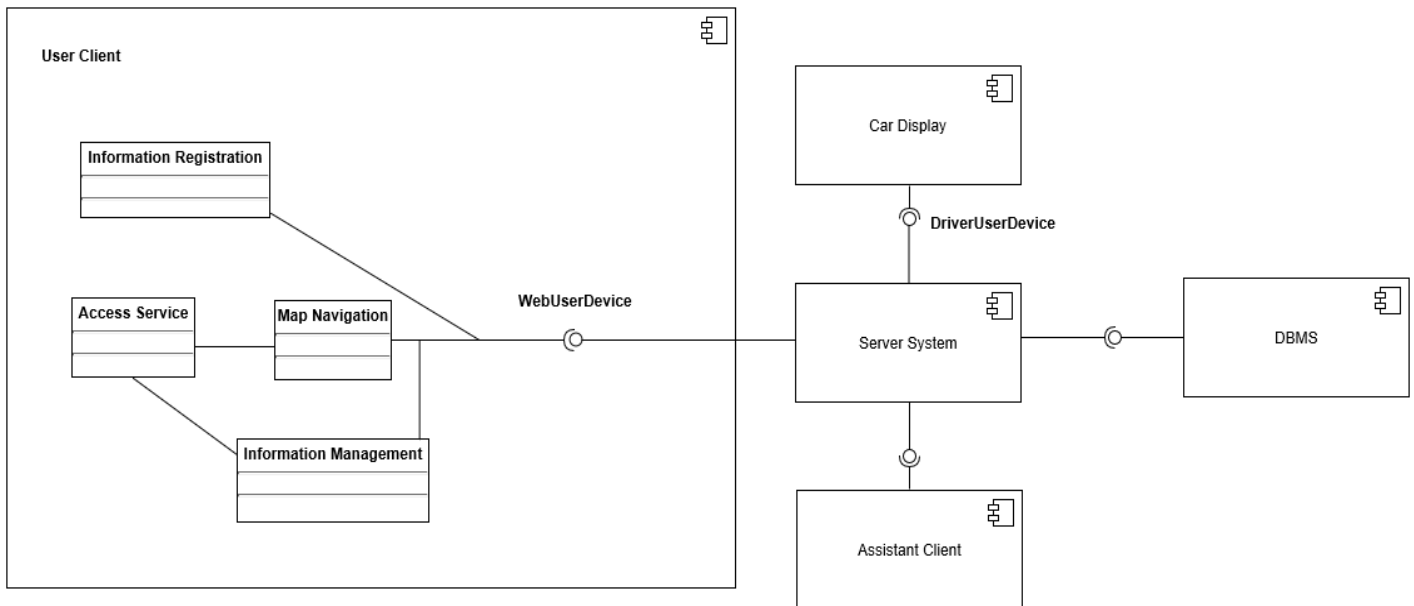 User Client
Information Registration
Access Service
Map Navigation
Information Management
WebUserDevice
Car Display
DriverUserDevice
Server System
DBMS
Assistant Client